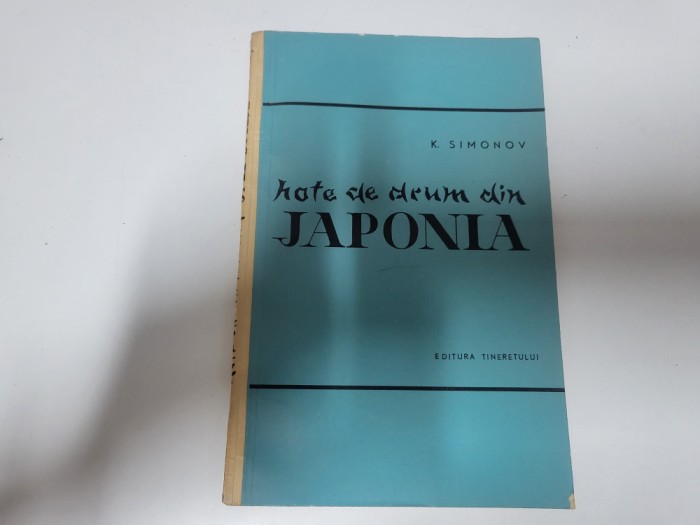 K. SIMONOV
note de drum din
JAPONIA
EDITURA TINERETULUI